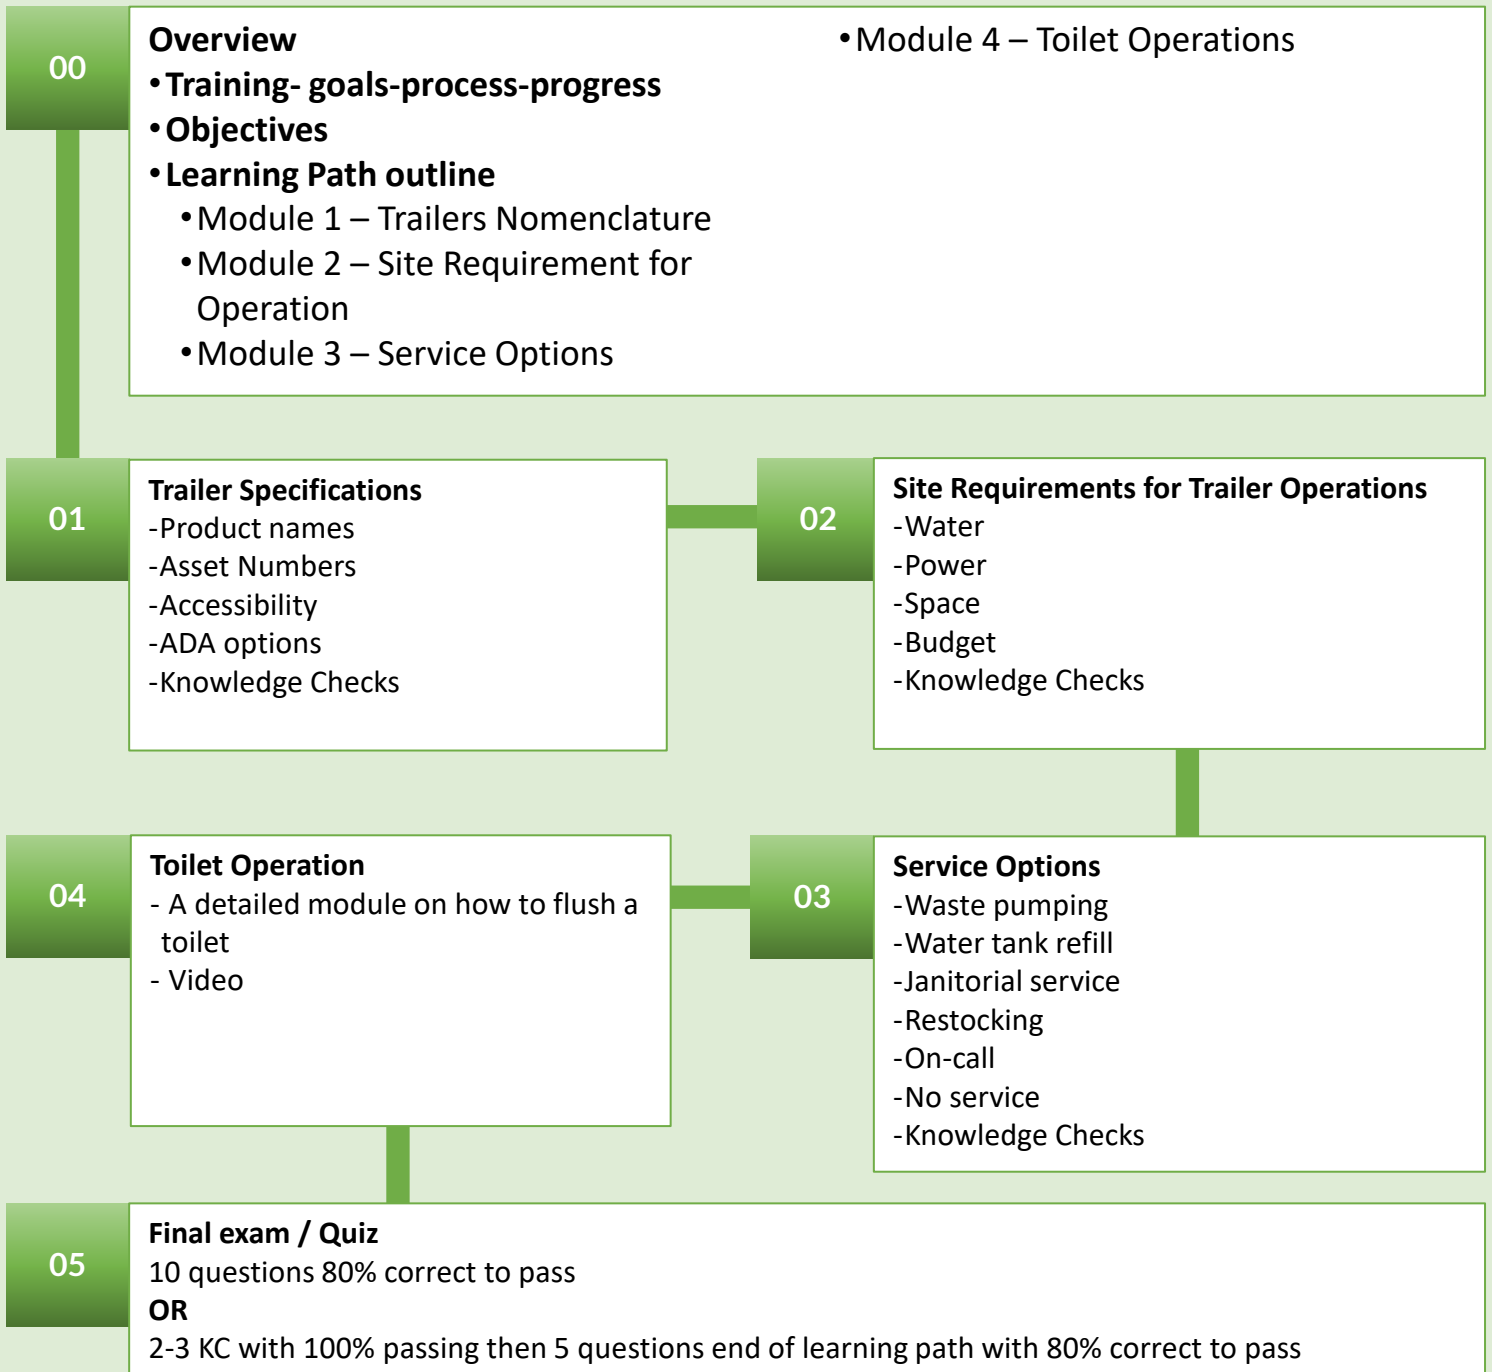 00
Overview
•Training- goals-process-progress
•Objectives
•Learning Path outline
•Module 1 – Trailers Nomenclature
•Module 2 – Site Requirement for
Operation
•Module 3 – Service Options
•Module 4 – Toilet Operations
01
Trailer Specifications
-Product names
-Asset Numbers
-Accessibility
-ADA options
-Knowledge Checks
02
Site Requirements for Trailer Operations
-Water
-Power
-Space
-Budget
-Knowledge Checks
03
Service Options
-Waste pumping
-Water tank refill
-Janitorial service
-Restocking
-On-call
-No service
-Knowledge Checks
04
Toilet Operation
- A detailed module on how to flush a
toilet
- Video
05
Final exam / Quiz
10 questions 80% correct to pass
OR
2-3 KC with 100% passing then 5 questions end of learning path with 80% correct to pass